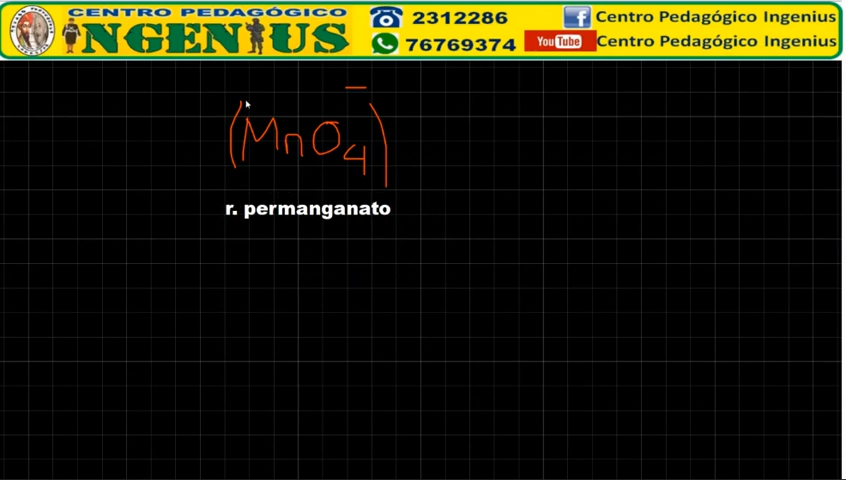 CENTRO PEDAGÓGICO
INGENIUS
2312286
76769374
Centro Pedagógico Ingenius
YouTube Centro Pedagógico Ingenius
(MnO₄)⁻
r. permanganato